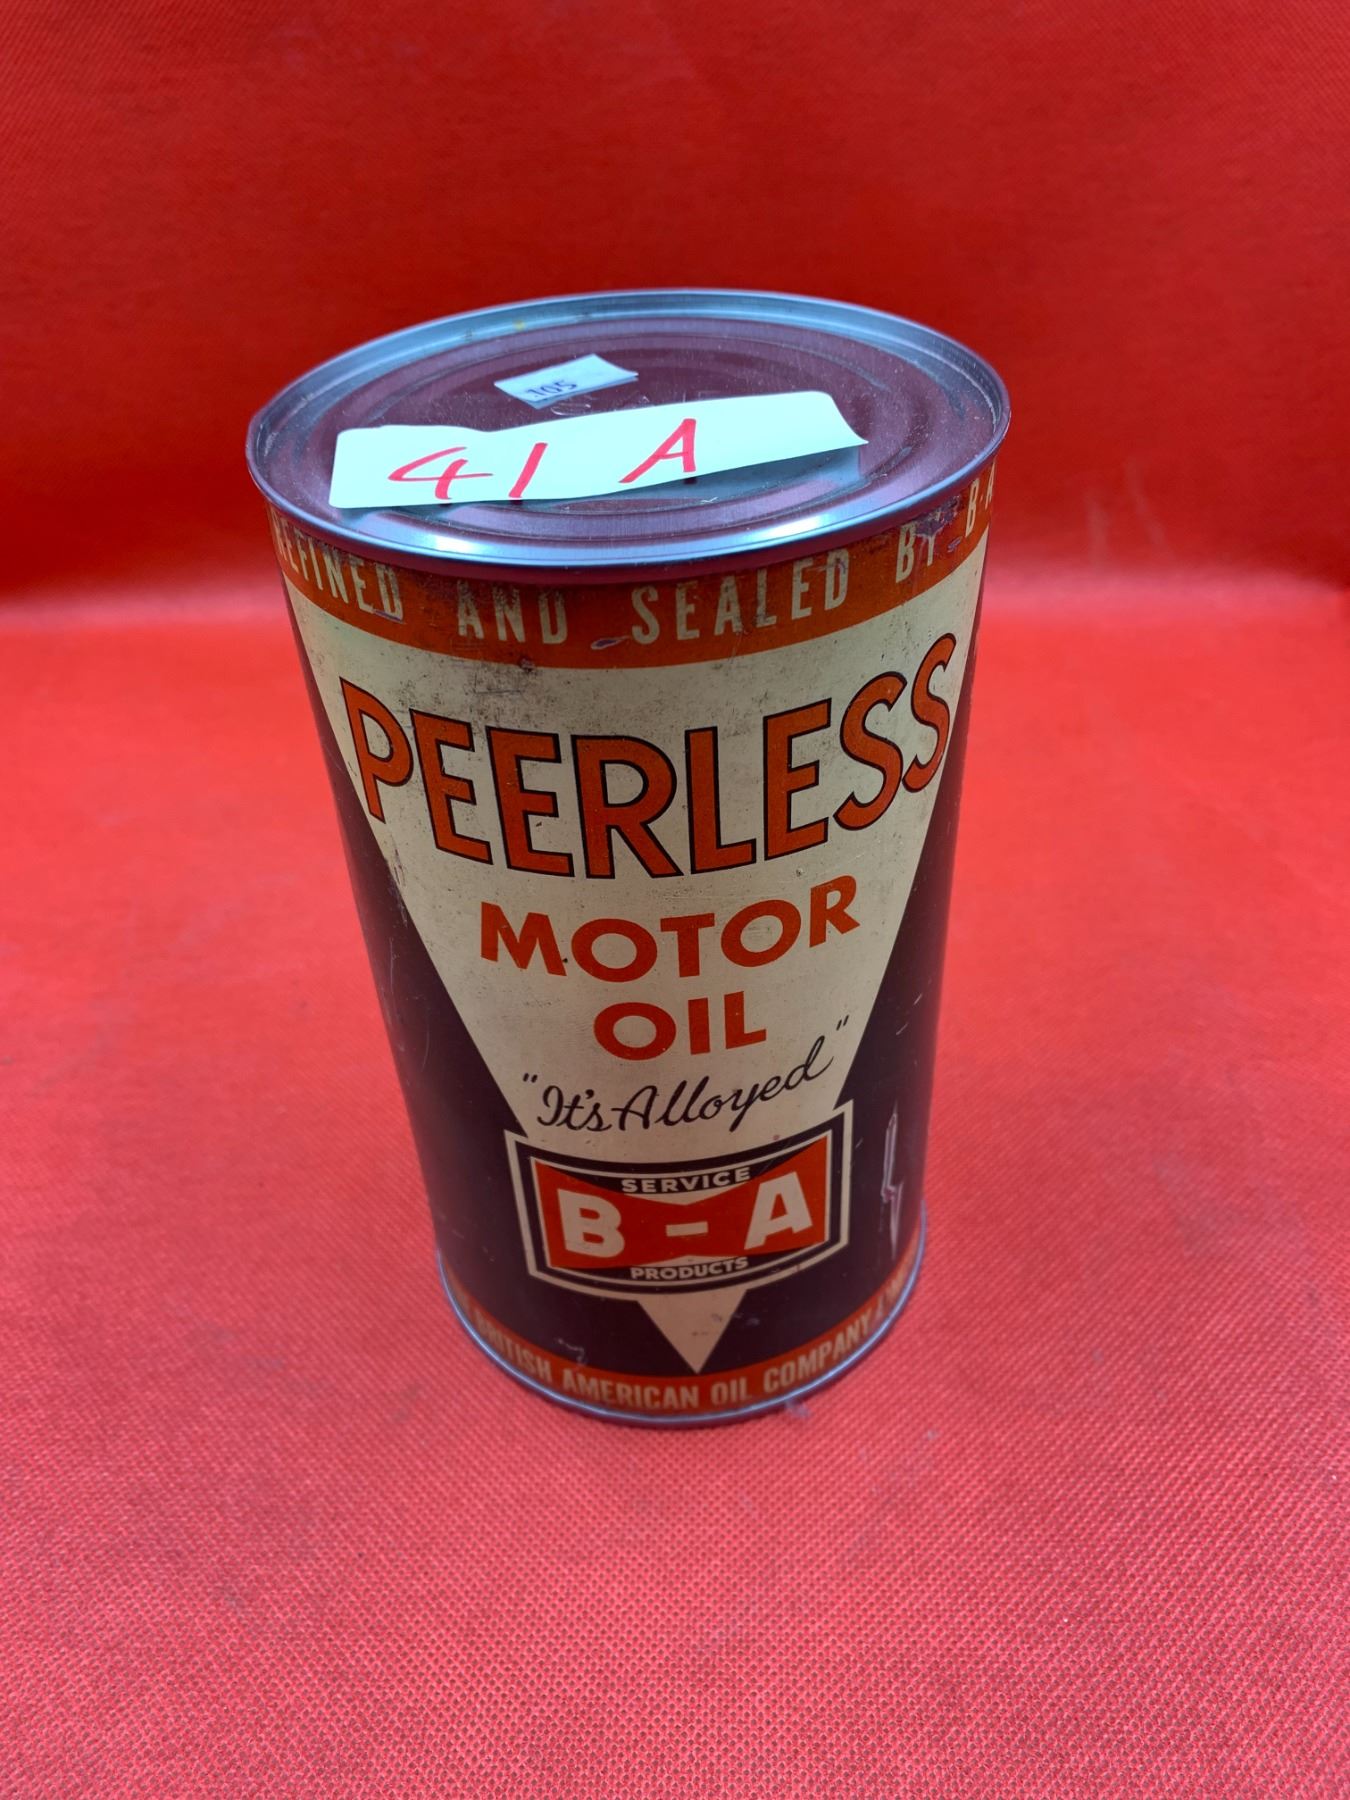 105
41 A
REFINED AND SEALED BY B-A
PEERLESS
MOTOR
OIL
"It's Alloyed"
SERVICE
B-A
PRODUCTS
BRITISH AMERICAN OIL COMPANY